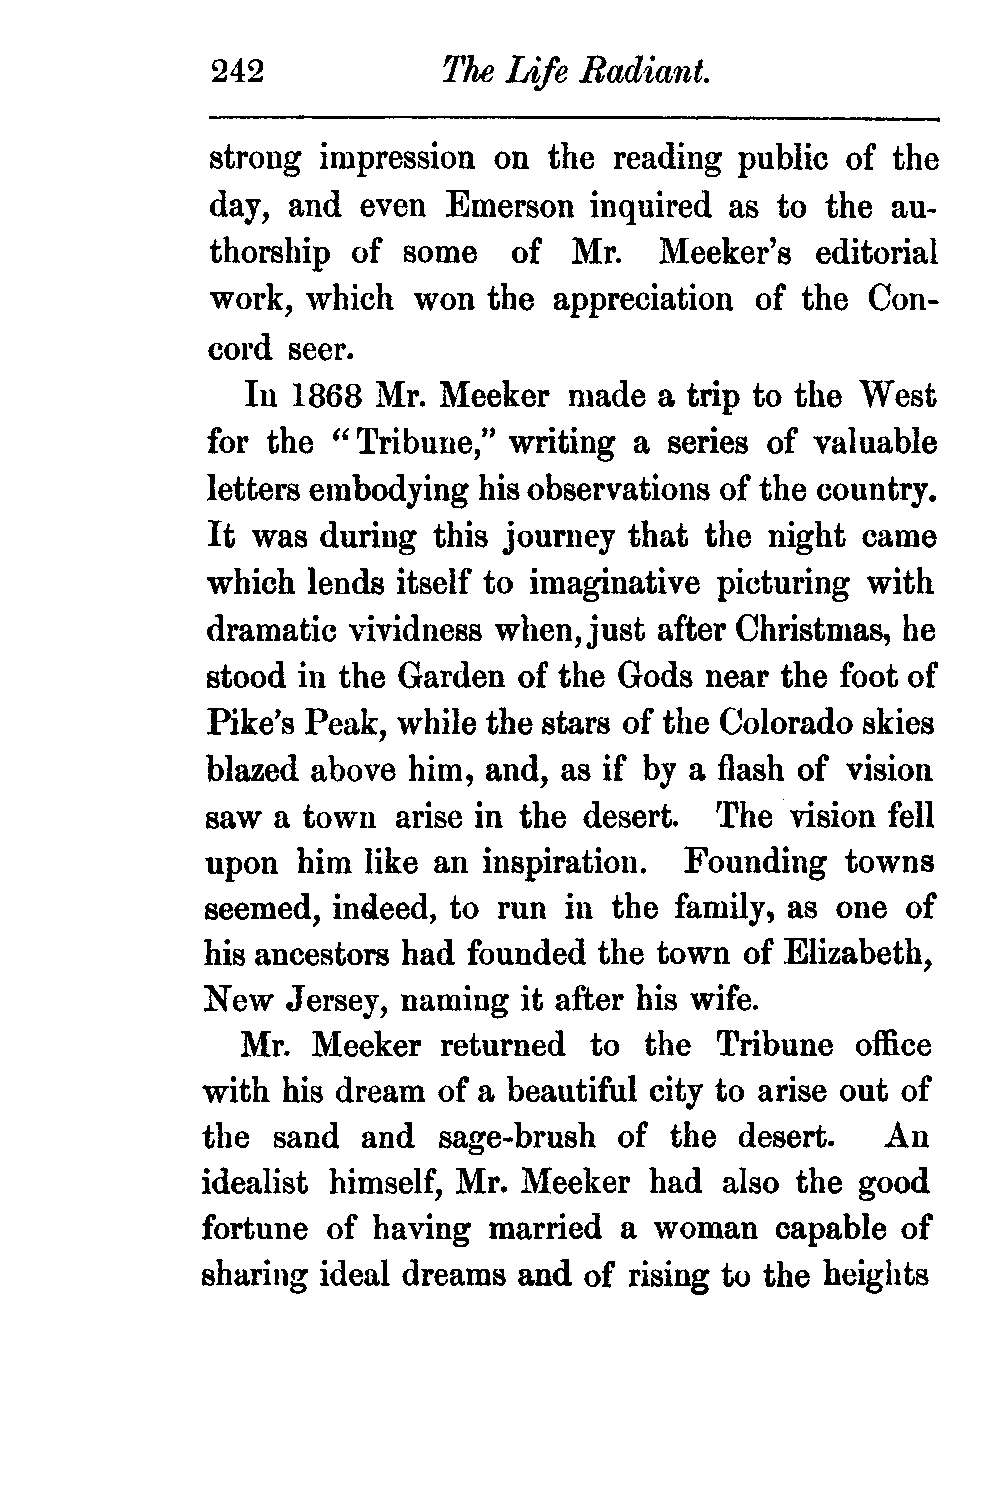 242 The Life Radiant.
strong impression on the reading public of the
day, and even Emerson inquired as to the au-
thorship of some of Mr. Meeker's editorial
work, which won the appreciation of the Con-
cord seer.
In 1868 Mr. Meeker made a trip to the West
for the "Tribune," writing a series of valuable
letters embodying his observations of the country.
It was during this journey that the night came
which lends itself to imaginative picturing with
dramatic vividness when, just after Christmas, he
stood in the Garden of the Gods near the foot of
Pike's Peak, while the stars of the Colorado skies
blazed above him, and, as if by a flash of vision
saw a town arise in the desert. The vision fell
upon him like an inspiration. Founding towns
seemed, indeed, to run in the family, as one of
his ancestors had founded the town of Elizabeth,
New Jersey, naming it after his wife.
Mr. Meeker returned to the Tribune office
with his dream of a beautiful city to arise out of
the sand and sage-brush of the desert. An
idealist himself, Mr. Meeker had also the good
fortune of having married a woman capable of
sharing ideal dreams and of rising to the heights